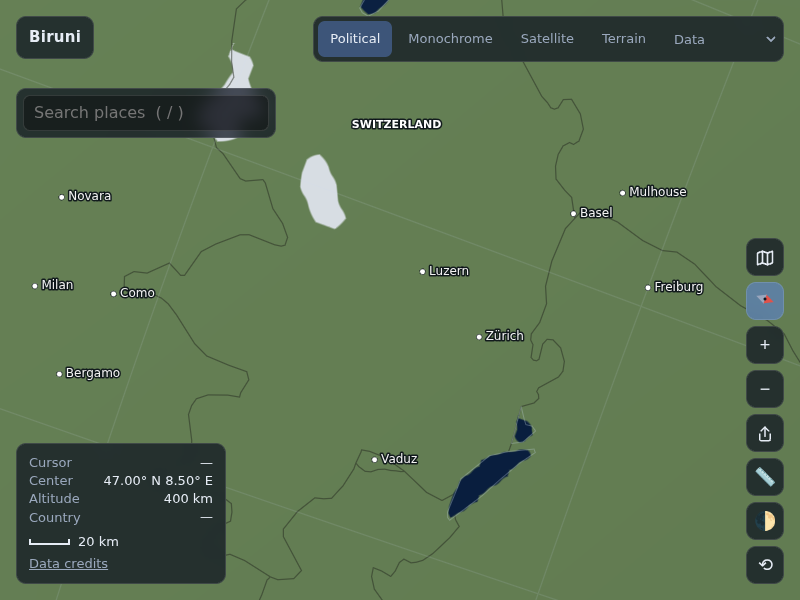 Biruni
Political Monochrome Satellite Terrain Data
Search places ( / )
SWITZERLAND
Novara
Mulhouse
Basel
Luzern
Milan
Como
Freiburg
Zürich
Bergamo
Vaduz
Cursor —
Center 47.00° N 8.50° E
Altitude 400 km
Country —
20 km
Data credits
+
−